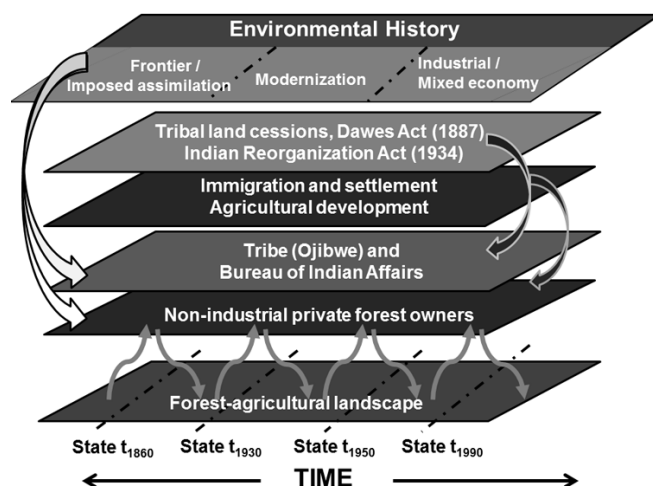 Environmental History
Frontier /
Imposed assimilation
Modernization
Industrial /
Mixed economy
Tribal land cessions, Dawes Act (1887)
Indian Reorganization Act (1934)
Immigration and settlement
Agricultural development
Tribe (Ojibwe) and
Bureau of Indian Affairs
Non-industrial private forest owners
Forest-agricultural landscape
State t1860 State t1930 State t1950 State t1990
TIME